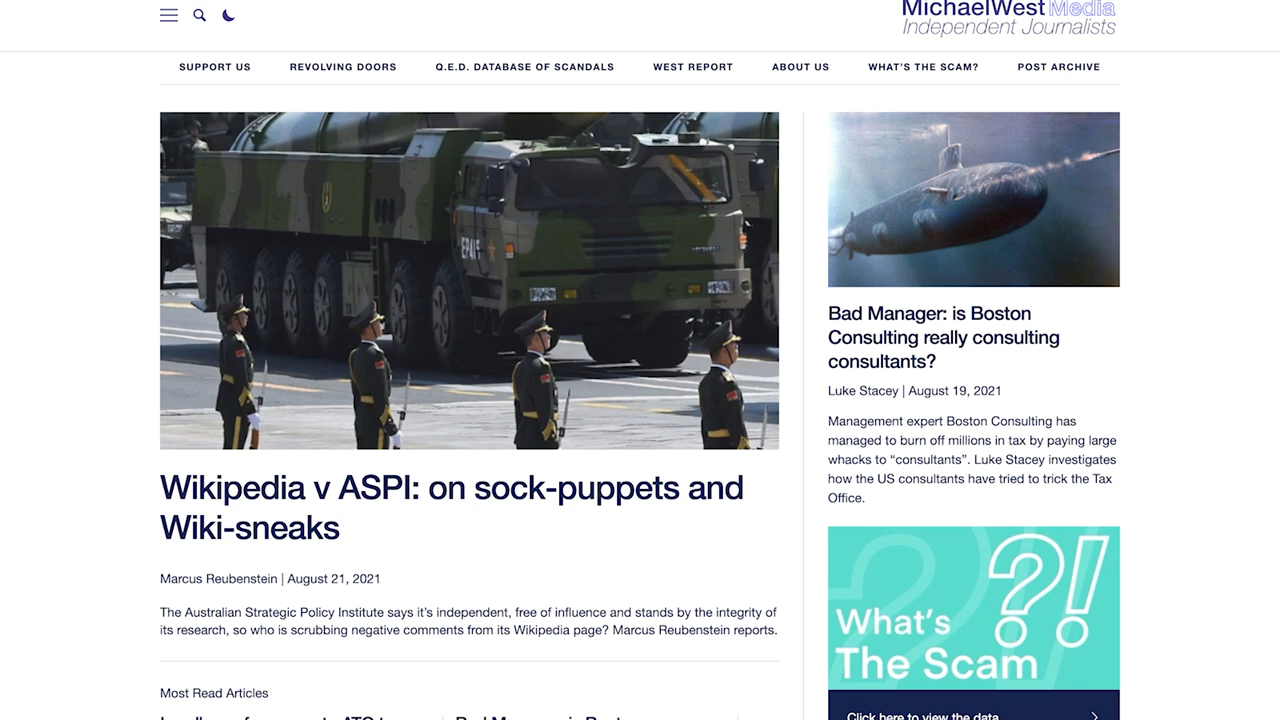 MichaelWest Media
Independent Journalists
SUPPORT US
REVOLVING DOORS
Q.E.D. DATABASE OF SCANDALS
WEST REPORT
ABOUT US
WHAT'S THE SCAM?
POST ARCHIVE
Wikipedia v ASPI: on sock-puppets and
Wiki-sneaks
Marcus Reubenstein | August 21, 2021
The Australian Strategic Policy Institute says it's independent, free of influence and stands by the integrity of
its research, so who is scrubbing negative comments from its Wikipedia page? Marcus Reubenstein reports.
Most Read Articles
Bad Manager: is Boston
Consulting really consulting
consultants?
Luke Stacey | August 19, 2021
Management expert Boston Consulting has
managed to burn off millions in tax by paying large
whacks to “consultants”. Luke Stacey investigates
how the US consultants have tried to trick the Tax
Office.
What's
The Scam
?!
Click here to view the data